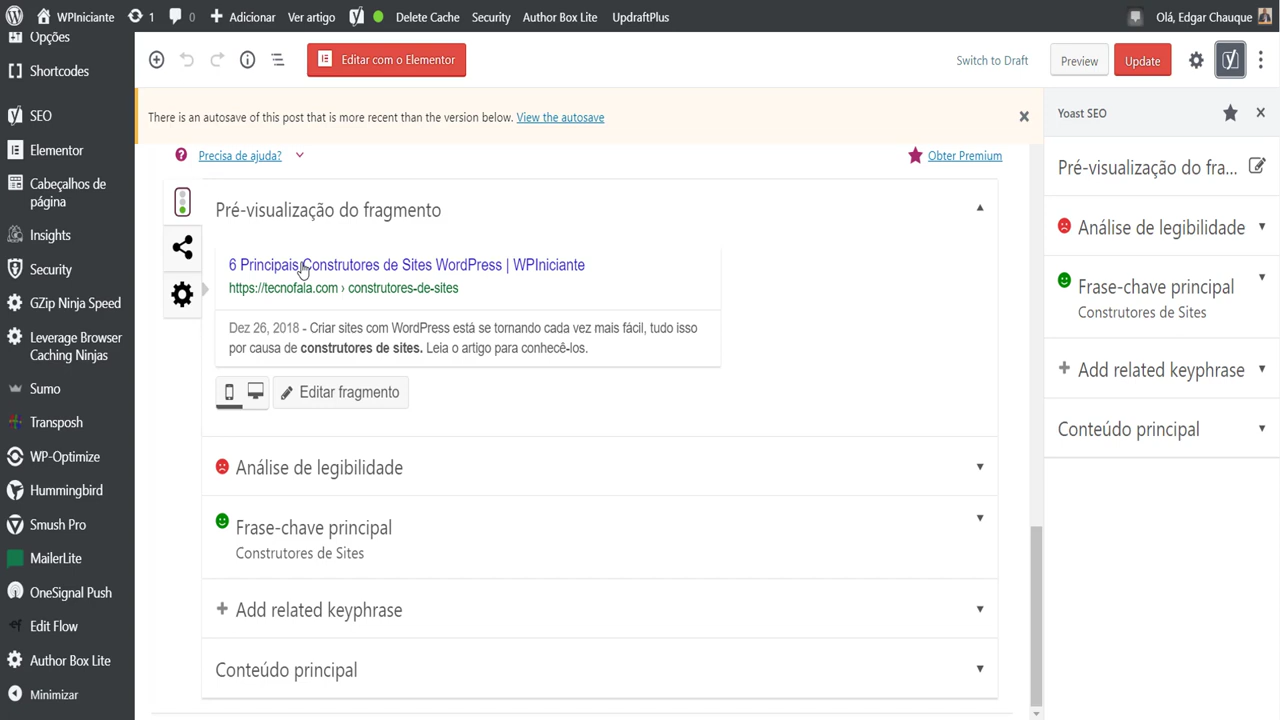 WPIniciante
1
0
Adicionar
Ver artigo
Delete Cache
Security
Author Box Lite
UpdraftPlus
Olá, Edgar Chauque
Opções
Shortcodes
SEO
Elementor
Cabeçalhos de
página
Insights
Security
GZip Ninja Speed
Leverage Browser
Caching Ninjas
Sumo
Transposh
WP-Optimize
Hummingbird
Smush Pro
MailerLite
OneSignal Push
Edit Flow
Author Box Lite
Minimizar
Editar com o Elementor
Switch to Draft
Preview
Update
There is an autosave of this post that is more recent than the version below. View the autosave
Precisa de ajuda?
Obter Premium
Pré-visualização do fragmento
6 Principais Construtores de Sites WordPress | WPIniciante
https://tecnofala.com › construtores-de-sites
Dez 26, 2018 - Criar sites com WordPress está se tornando cada vez mais fácil, tudo isso
por causa de construtores de sites. Leia o artigo para conhecê-los.
Editar fragmento
Análise de legibilidade
Frase-chave principal
Construtores de Sites
Add related keyphrase
Conteúdo principal
Yoast SEO
Pré-visualização do fra...
Análise de legibilidade
Frase-chave principal
Construtores de Sites
Add related keyphrase
Conteúdo principal